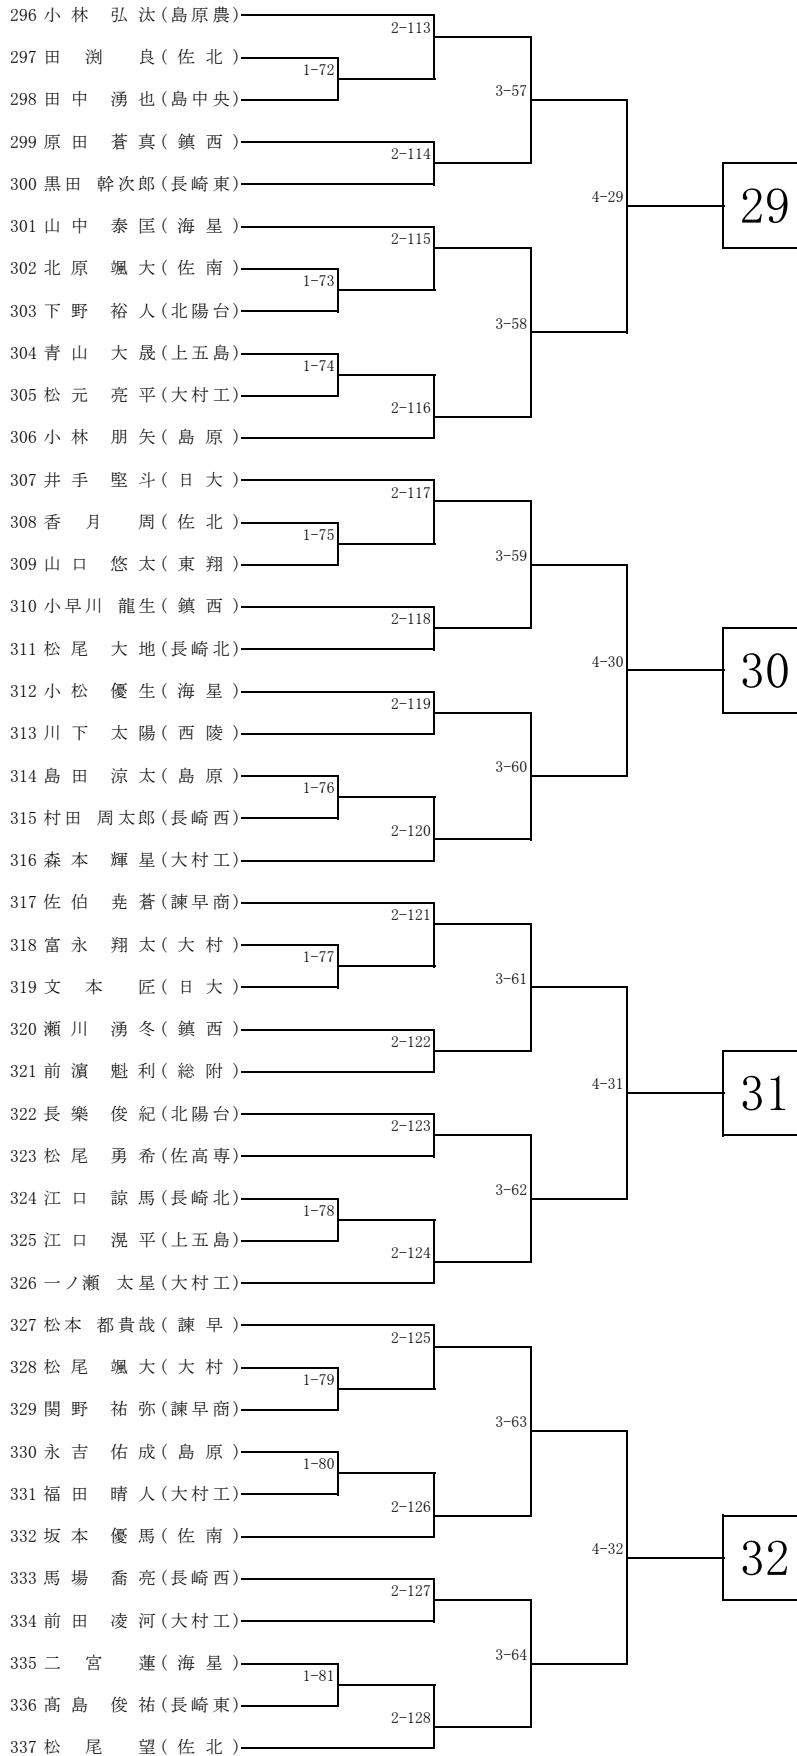 296 小林 弘汰(島原農)
2-113
297 田渕 良(佐北)
1-72
3-57
298 田中 湧也(島中央)
299 原田 蒼真(鎮西)
2-114
300 黒田 幹次郎(長崎東)
4-29
29
301 山中 泰匡(海星)
2-115
302 北原 颯大(佐南)
1-73
303 下野 裕人(北陽台)
3-58
304 青山 大晟(上五島)
1-74
305 松元 亮平(大村工)
2-116
306 小林 朋矢(島原)
307 井手 堅斗(日大)
2-117
308 香月 周(佐北)
1-75
3-59
309 山口 悠太(東翔)
310 小早川 龍生(鎮西)
2-118
311 松尾 大地(長崎北)
4-30
30
312 小松 優生(海星)
2-119
313 川下 太陽(西陵)
3-60
314 島田 涼太(島原)
1-76
315 村田 周太郎(長崎西)
2-120
316 森本 輝星(大村工)
317 佐伯 尭蒼(諫早商)
2-121
318 富永 翔太(大村)
1-77
3-61
319 文本 匠(日大)
320 瀬川 湧冬(鎮西)
2-122
321 前濵 魁利(総附)
4-31
31
322 長樂 俊紀(北陽台)
2-123
323 松尾 勇希(佐高専)
3-62
324 江口 諒馬(長崎北)
1-78
325 江口 滉平(上五島)
2-124
326 一ノ瀬 太星(大村工)
327 松本 都貴哉(諫早)
2-125
328 松尾 颯大(大村)
1-79
329 関野 祐弥(諫早商)
3-63
330 永吉 佑成(島原)
1-80
331 福田 晴人(大村工)
2-126
332 坂本 優馬(佐南)
4-32
32
333 馬場 喬亮(長崎西)
2-127
334 前田 凌河(大村工)
3-64
335 二宮 蓮(海星)
1-81
336 髙島 俊祐(長崎東)
2-128
337 松尾 望(佐北)